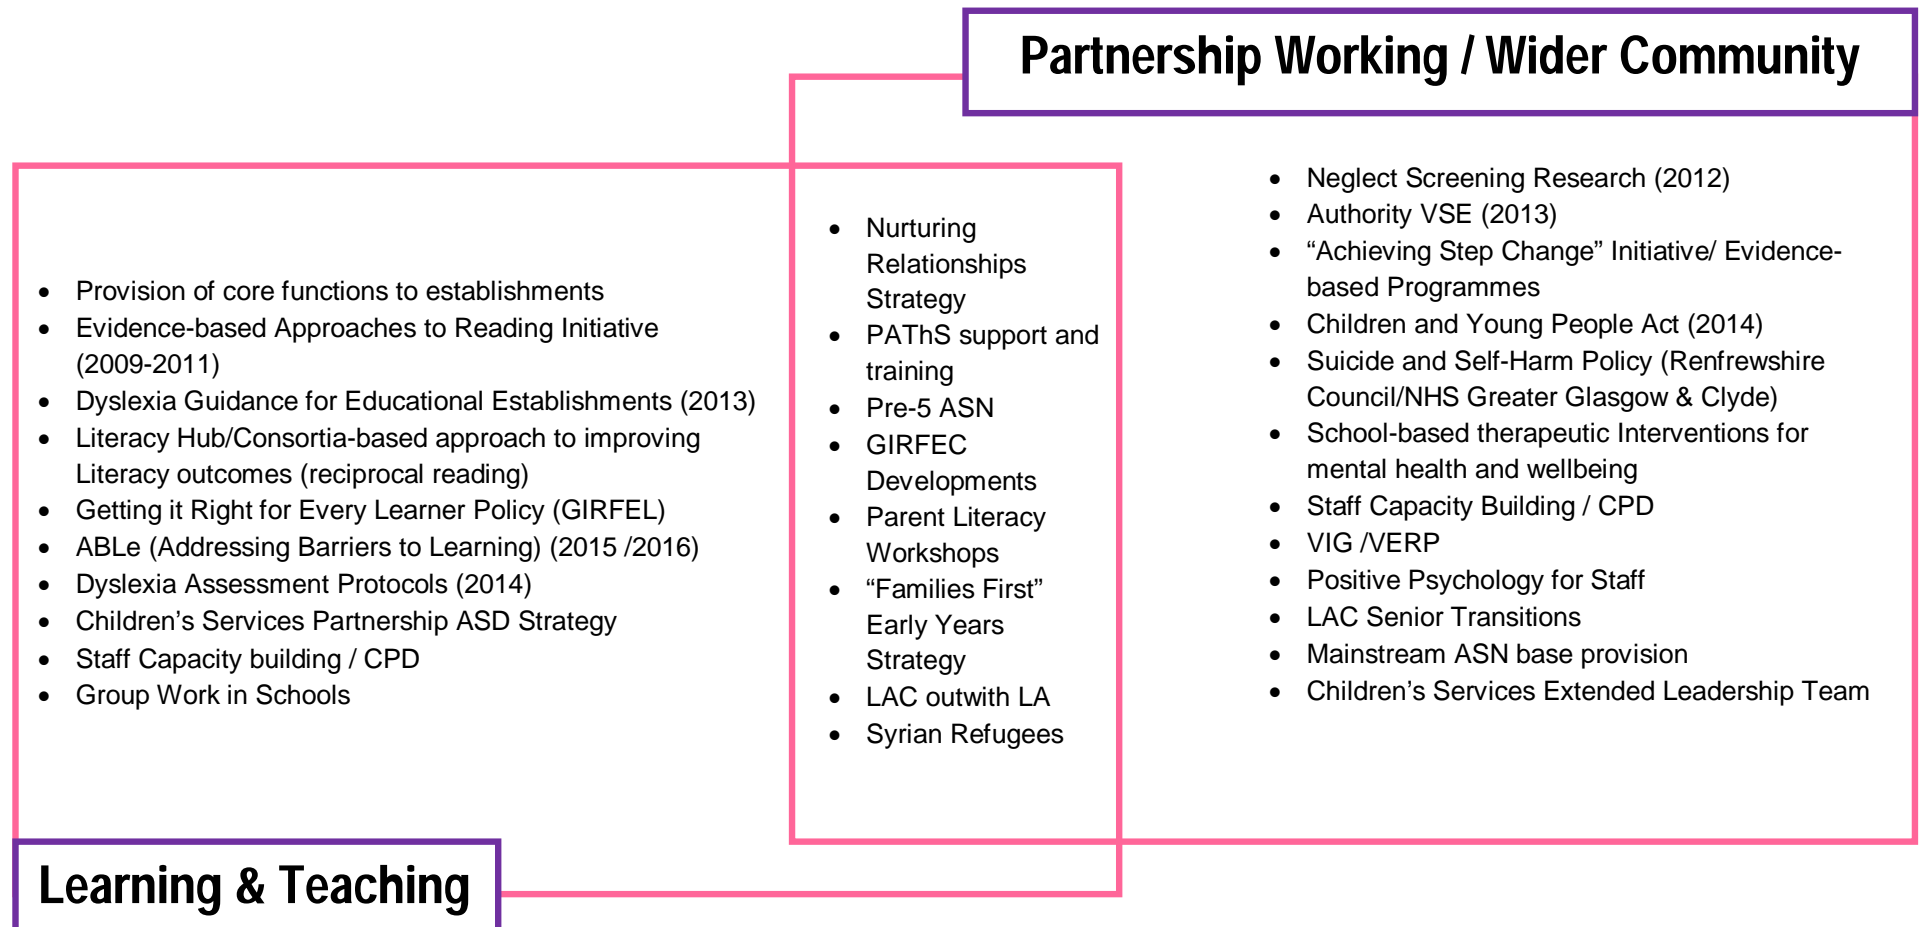 Partnership Working / Wider Community
• Provision of core functions to establishments
• Evidence-based Approaches to Reading Initiative
(2009-2011)
• Dyslexia Guidance for Educational Establishments (2013)
• Literacy Hub/Consortia-based approach to improving
Literacy outcomes (reciprocal reading)
• Getting it Right for Every Learner Policy (GIRFEL)
• ABLe (Addressing Barriers to Learning) (2015 /2016)
• Dyslexia Assessment Protocols (2014)
• Children’s Services Partnership ASD Strategy
• Staff Capacity building / CPD
• Group Work in Schools
• Nurturing
Relationships
Strategy
• PAThS support and
training
• Pre-5 ASN
• GIRFEC
Developments
• Parent Literacy
Workshops
• “Families First”
Early Years
Strategy
• LAC outwith LA
• Syrian Refugees
• Neglect Screening Research (2012)
• Authority VSE (2013)
• “Achieving Step Change” Initiative/ Evidence-
based Programmes
• Children and Young People Act (2014)
• Suicide and Self-Harm Policy (Renfrewshire
Council/NHS Greater Glasgow & Clyde)
• School-based therapeutic Interventions for
mental health and wellbeing
• Staff Capacity Building / CPD
• VIG /VERP
• Positive Psychology for Staff
• LAC Senior Transitions
• Mainstream ASN base provision
• Children’s Services Extended Leadership Team
Learning & Teaching